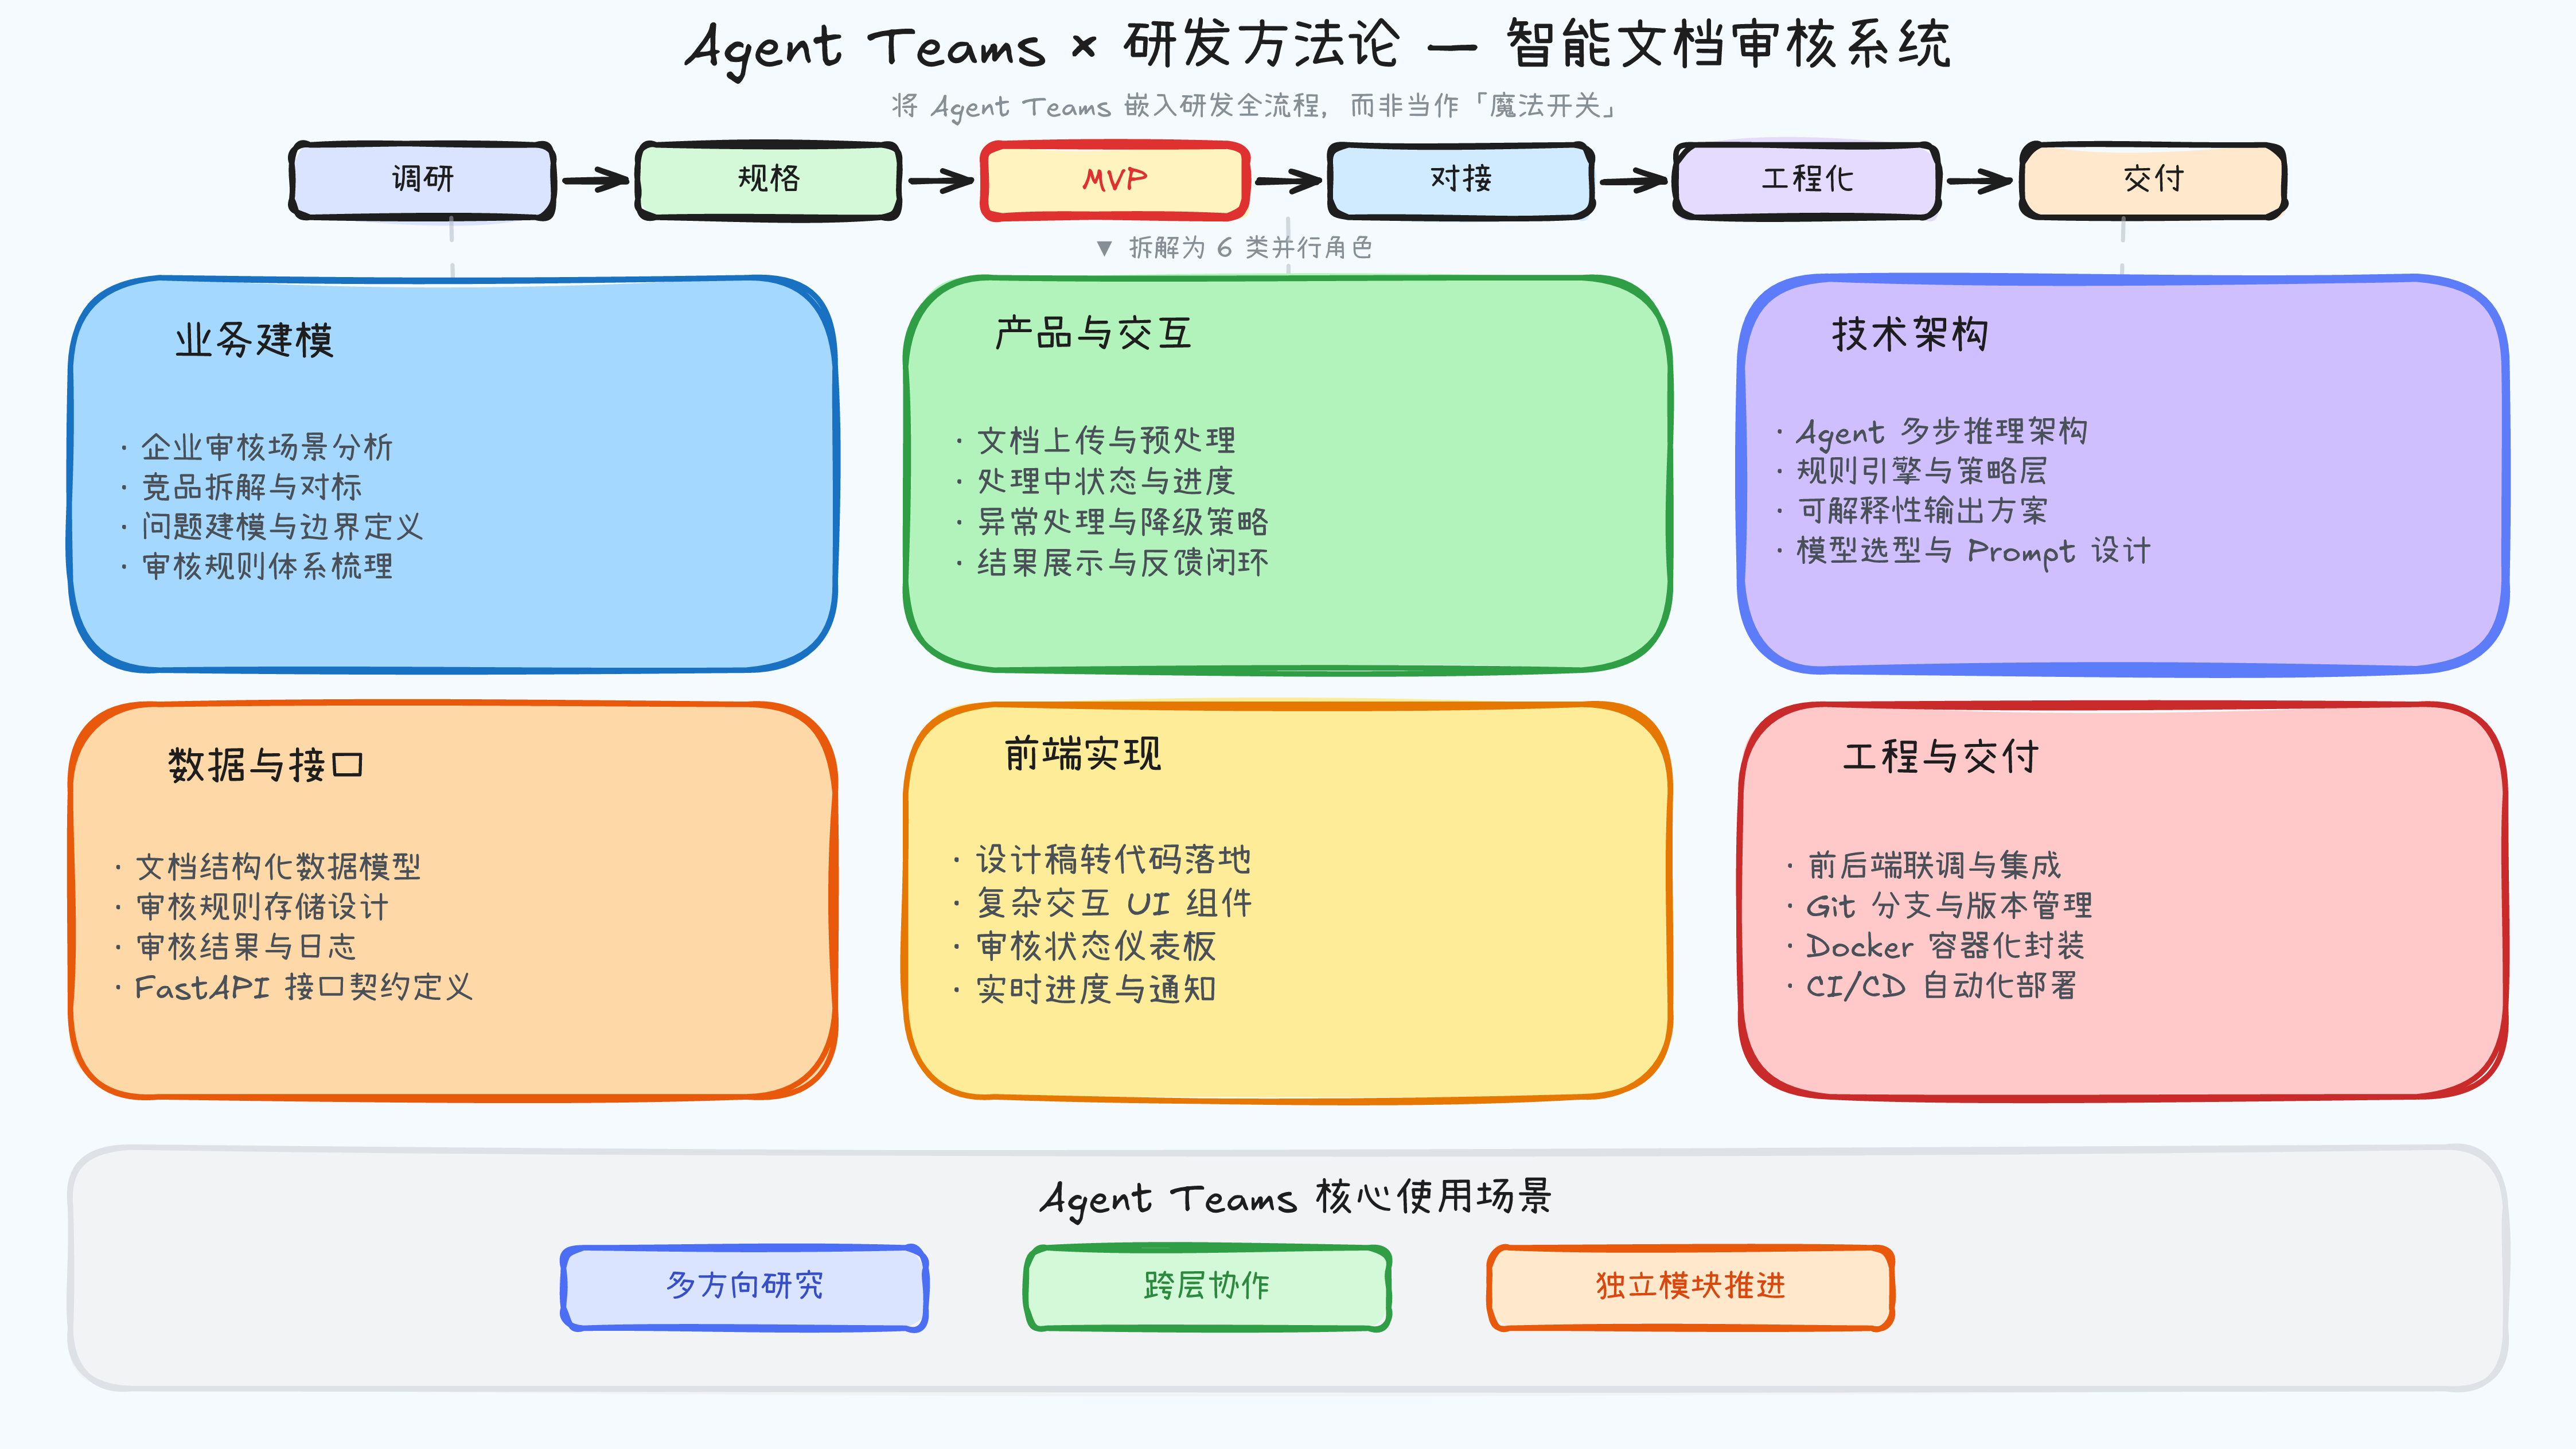 Agent Teams × 研发方法论 — 智能文档审核系统
将 Agent Teams 嵌入研发全流程，而非当作「魔法开关」
调研
规格
MVP
对接
工程化
交付
▼ 拆解为 6 类并行角色
业务建模
· 企业审核场景分析
· 竞品拆解与对标
· 问题建模与边界定义
· 审核规则体系梳理
产品与交互
· 文档上传与预处理
· 处理中状态与进度
· 异常处理与降级策略
· 结果展示与反馈闭环
技术架构
· Agent 多步推理架构
· 规则引擎与策略层
· 可解释性输出方案
· 模型选型与 Prompt 设计
数据与接口
· 文档结构化数据模型
· 审核规则存储设计
· 审核结果与日志
· FastAPI 接口契约定义
前端实现
· 设计稿转代码落地
· 复杂交互 UI 组件
· 审核状态仪表板
· 实时进度与通知
工程与交付
· 前后端联调与集成
· Git 分支与版本管理
· Docker 容器化封装
· CI/CD 自动化部署
Agent Teams 核心使用场景
多方向研究
跨层协作
独立模块推进